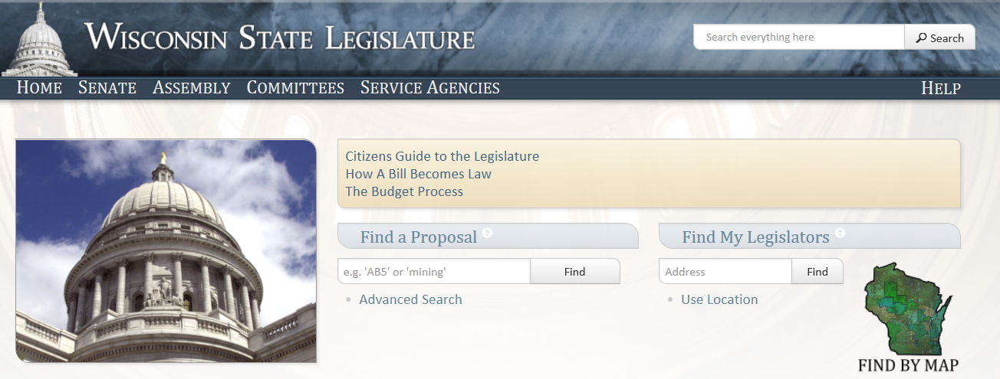 Wisconsin State Legislature
Search everything here
Search
Home Senate Assembly Committees Service Agencies Help
Citizens Guide to the Legislature
How A Bill Becomes Law
The Budget Process
Find a Proposal ?
e.g. 'AB5' or 'mining'
Find
Advanced Search
Find My Legislators ?
Address
Find
Use Location
FIND BY MAP